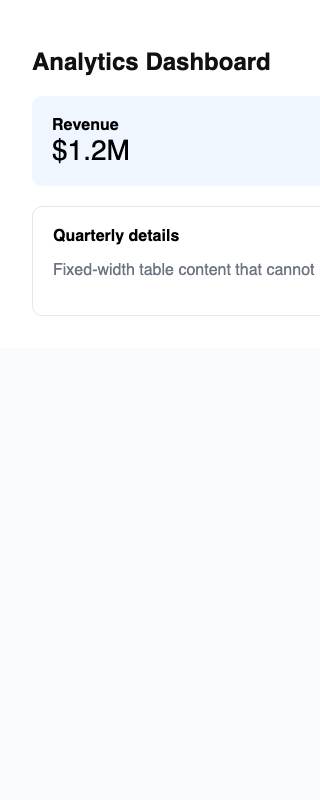 Analytics Dashboard
Revenue
$1.2M
Quarterly details
Fixed-width table content that cannot